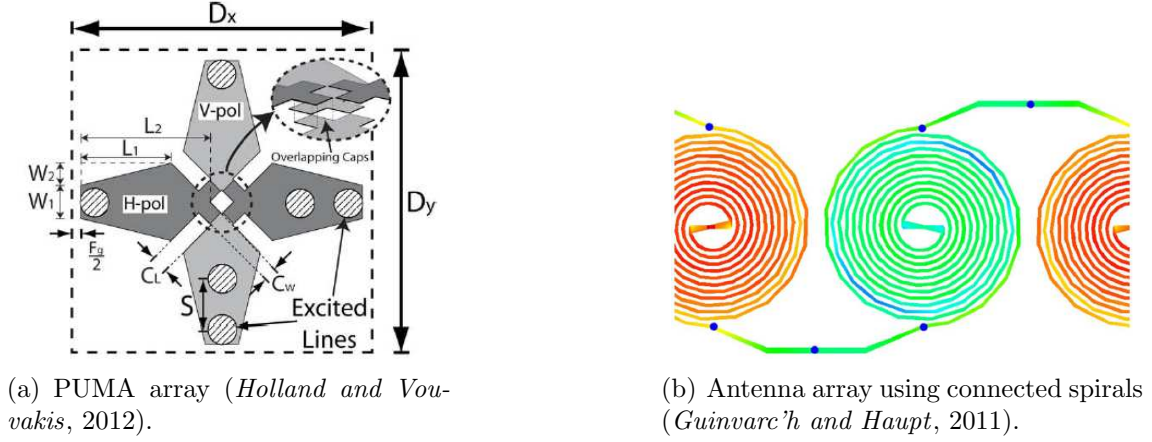 Dx
V-pol
L2
L1
Overlapping Caps
W2
W1
H-pol
Dy
Fg
2
CL
CW
S
Excited
Lines
(a) PUMA array (Holland and Vou-
vakis, 2012).
(b) Antenna array using connected spirals
(Guinvarc'h and Haupt, 2011).